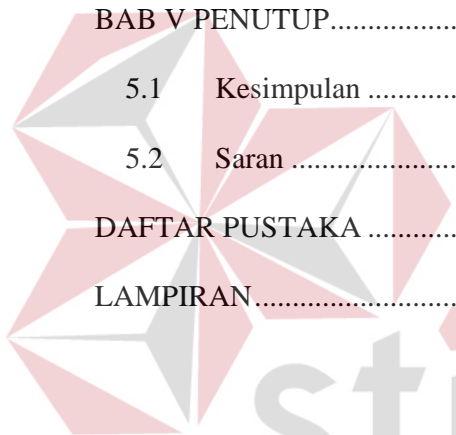 BAB V PENUTUP..................
5.1 Kesimpulan .............
5.2 Saran .......................
DAFTAR PUSTAKA .............
LAMPIRAN............................